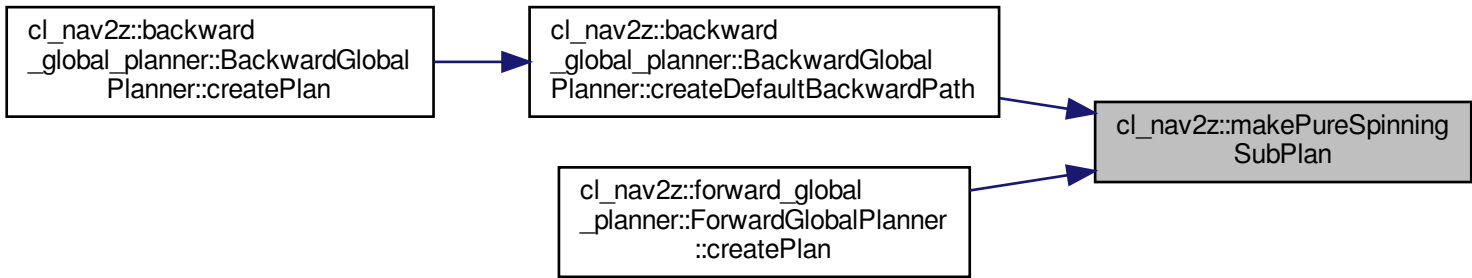 cl_nav2z::backward
_global_planner::BackwardGlobal
Planner::createPlan
cl_nav2z::backward
_global_planner::BackwardGlobal
Planner::createDefaultBackwardPath
cl_nav2z::makePureSpinning
SubPlan
cl_nav2z::forward_global
_planner::ForwardGlobalPlanner
::createPlan